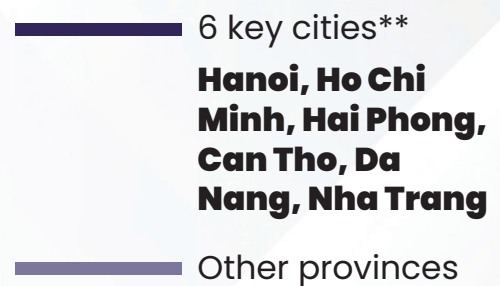 6 key cities**
Hanoi, Ho Chi
Minh, Hai Phong,
Can Tho, Da
Nang, Nha Trang
Other provinces